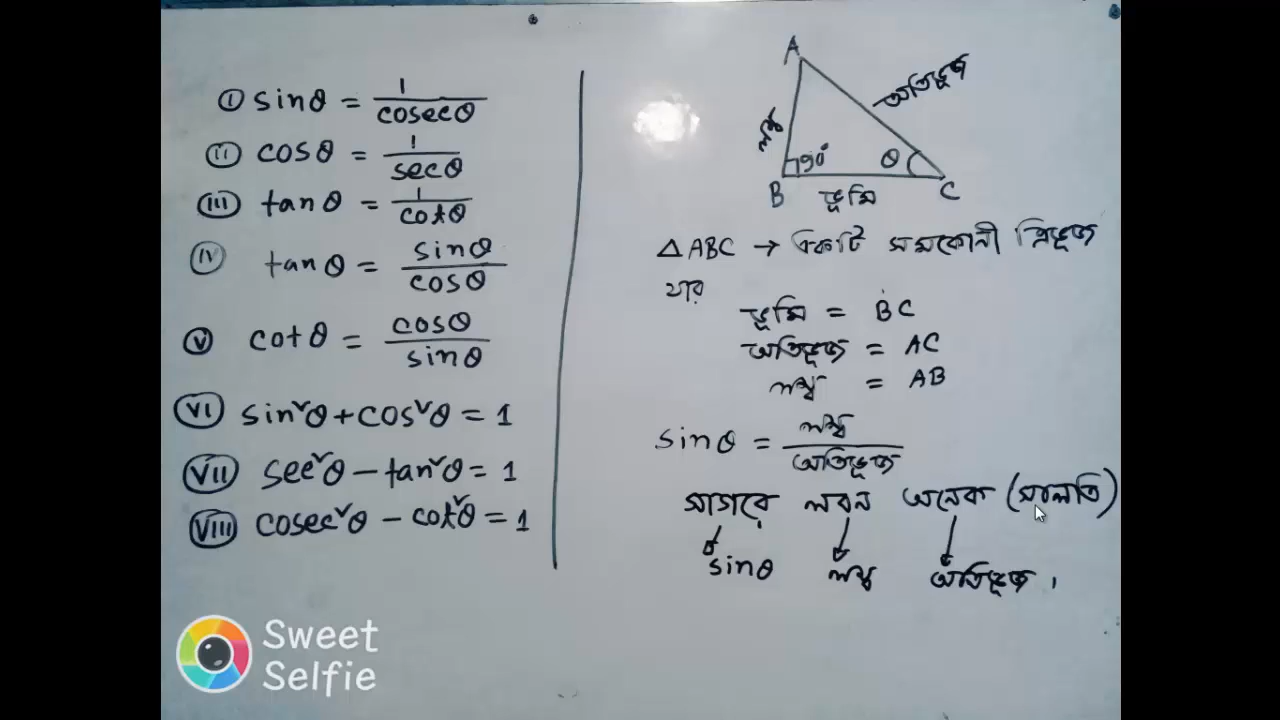 ① sinθ = 1/cosecθ
ⅱ cosθ = 1/secθ
ⅲ tanθ = 1/cotθ
ⅳ tanθ = sinθ/cosθ
ⅴ cotθ = cosθ/sinθ
Ⅵ sin²θ + cos²θ = 1
Ⅶ sec²θ − tan²θ = 1
Ⅷ cosec²θ − cot²θ = 1
A
অতিভূজ
লম্ব
90°
θ
B
ভূমি
C
△ABC → একটি সমকোনী ত্রিভূজ
যার
ভূমি = BC
অতিভূজ = AC
লম্ব = AB
sinθ = লম্ব/অতিভূজ
সাগরে লবন অনেক (সালতি)
sinθ লম্ব অতিভূজ।
Sweet
Selfie